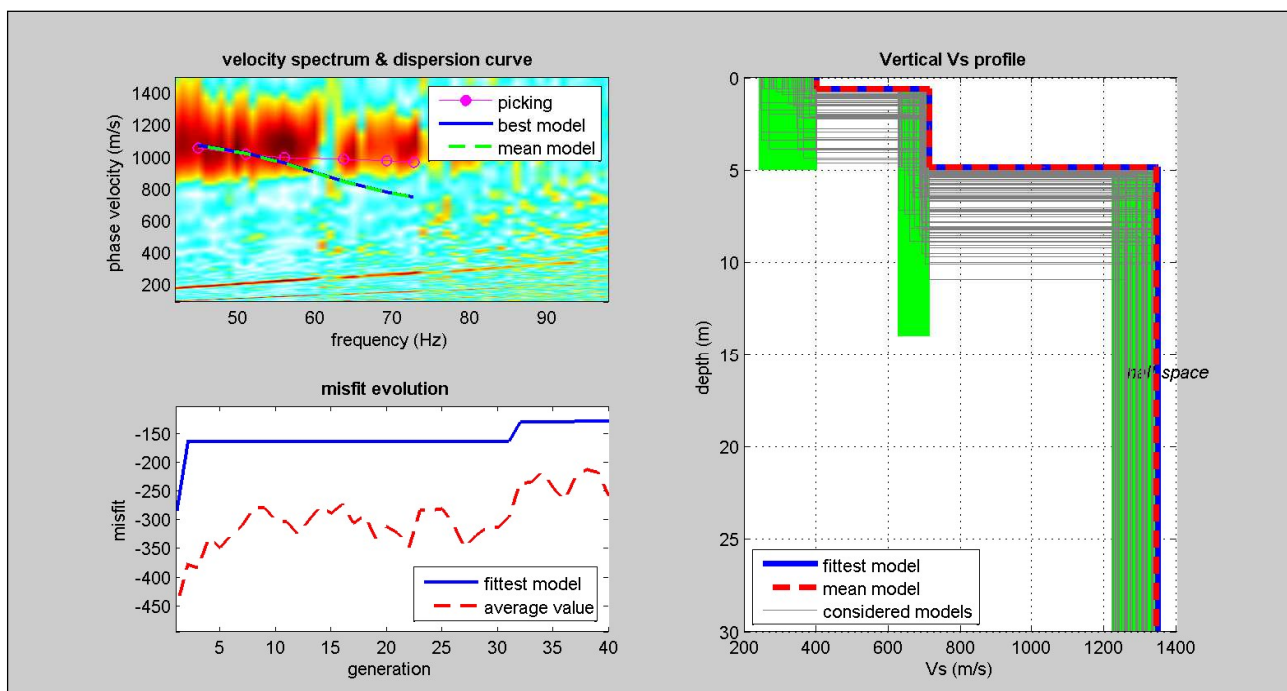 velocity spectrum & dispersion curve
1400
1200
1000
800
600
400
200
phase velocity (m/s)
picking
best model
mean model
50 60 70 80 90
frequency (Hz)
misfit evolution
-150
-200
-250
-300
-350
-400
-450
misfit
fittest model
average value
5 10 15 20 25 30 35 40
generation
Vertical Vs profile
0
5
10
15
20
25
30
depth (m)
space
fittest model
mean model
considered models
200 400 600 800 1000 1200 1400
Vs (m/s)